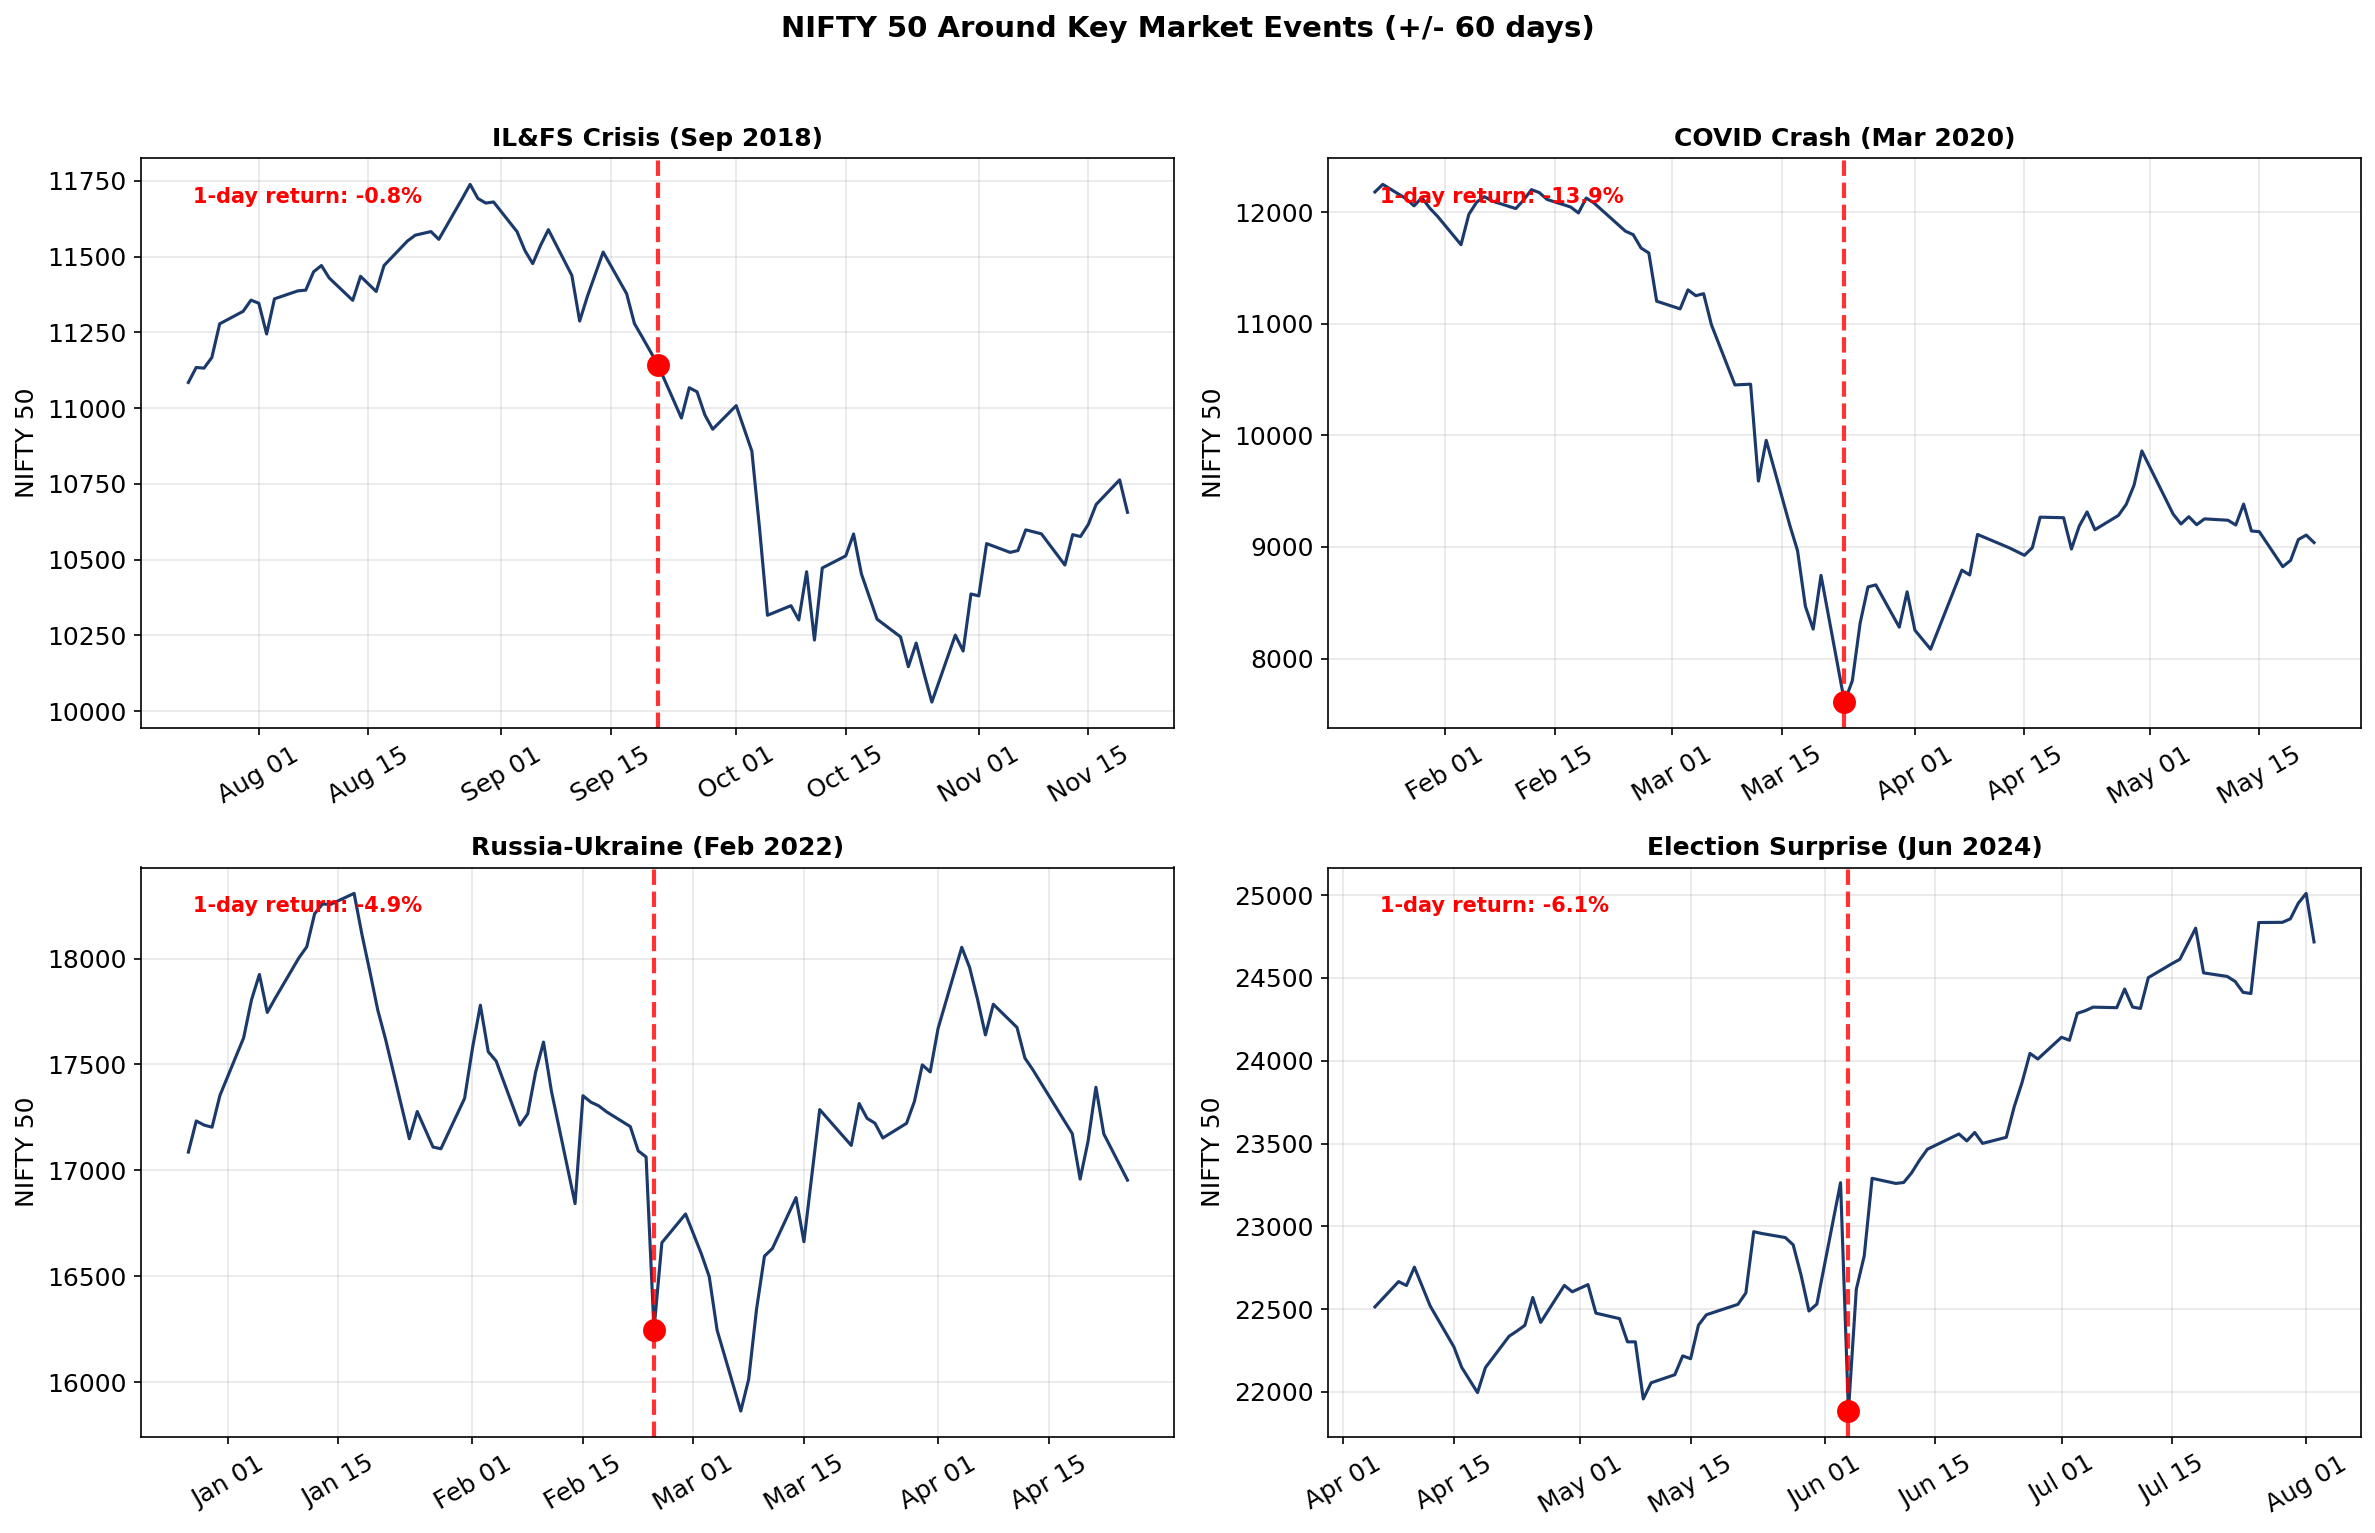 NIFTY 50 Around Key Market Events (+/- 60 days)
IL&FS Crisis (Sep 2018)
1-day return: -0.8%
NIFTY 50
11750
11500
11250
11000
10750
10500
10250
10000
Aug 01
Aug 15
Sep 01
Sep 15
Oct 01
Oct 15
Nov 01
Nov 15
COVID Crash (Mar 2020)
1-day return: -13.9%
NIFTY 50
12000
11000
10000
9000
8000
Feb 01
Feb 15
Mar 01
Mar 15
Apr 01
Apr 15
May 01
May 15
Russia-Ukraine (Feb 2022)
1-day return: -4.9%
NIFTY 50
18000
17500
17000
16500
16000
Jan 01
Jan 15
Feb 01
Feb 15
Mar 01
Mar 15
Apr 01
Apr 15
Election Surprise (Jun 2024)
1-day return: -6.1%
NIFTY 50
25000
24500
24000
23500
23000
22500
22000
Apr 01
Apr 15
May 01
May 15
Jun 01
Jun 15
Jul 01
Jul 15
Aug 01